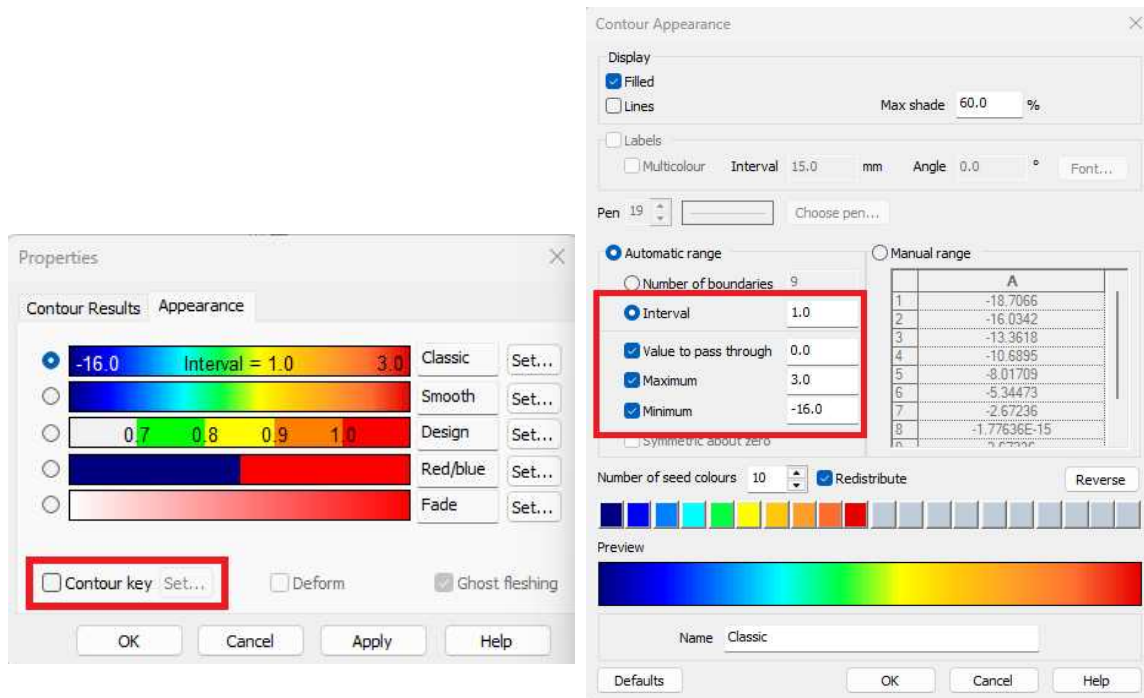 Properties
Contour Results Appearance
-16.0 Interval = 1.0 3.0 Classic Set...
Smooth Set...
0.7 0.8 0.9 1.0 Design Set...
Red/blue Set...
Fade Set...
Contour key Set... Deform Ghost fleshing
OK Cancel Apply Help
Contour Appearance
Display
Filled
Lines Max shade 60.0 %
Labels
Multicolour Interval 15.0 mm Angle 0.0 ° Font...
Pen 19 Choose pen...
Automatic range
Number of boundaries 9
Interval 1.0
Value to pass through 0.0
Maximum 3.0
Minimum -16.0
Symmetric about zero
Manual range
A
1 -18.7066
2 -16.0342
3 -13.3618
4 -10.6895
5 -8.01709
6 -5.34473
7 -2.67236
8 -1.77636E-15
Number of seed colours 10 Redistribute Reverse
Preview
Name Classic
Defaults OK Cancel Help